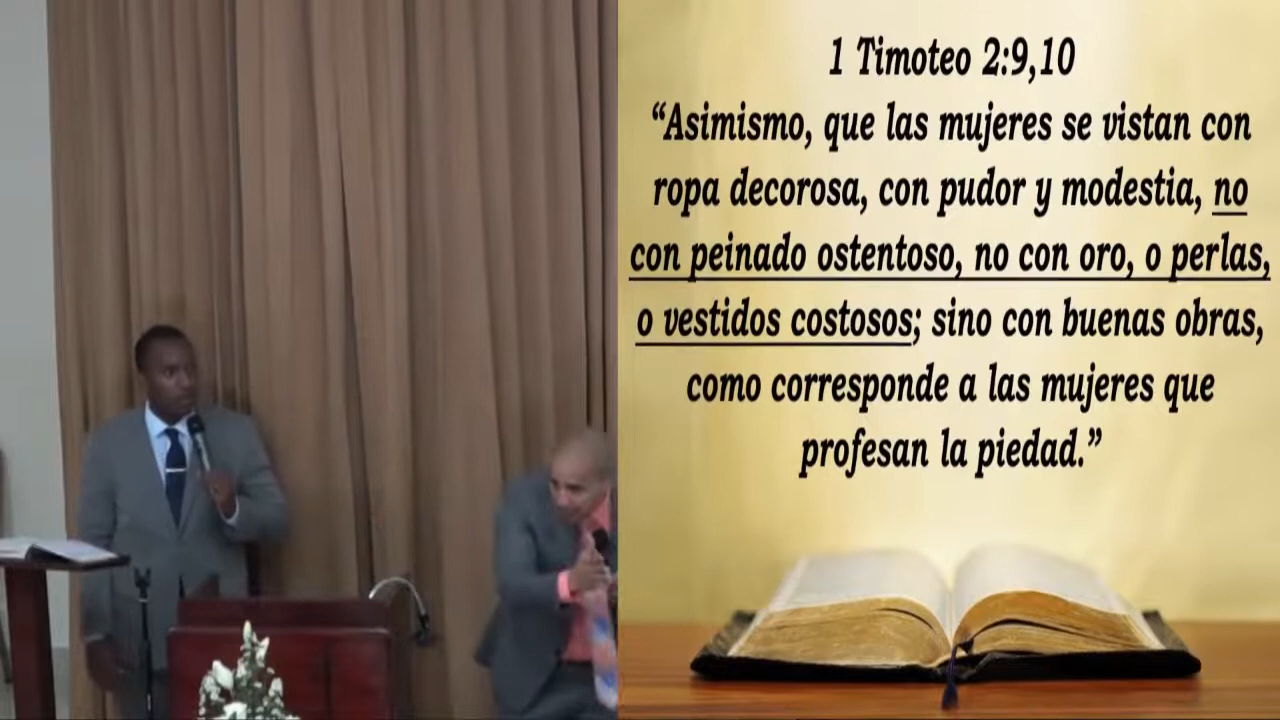 1 Timoteo 2:9,10
“Asimismo, que las mujeres se vistan con
ropa decorosa, con pudor y modestia, no
con peinado ostentoso, no con oro, o perlas,
o vestidos costosos; sino con buenas obras,
como corresponde a las mujeres que
profesan la piedad.”